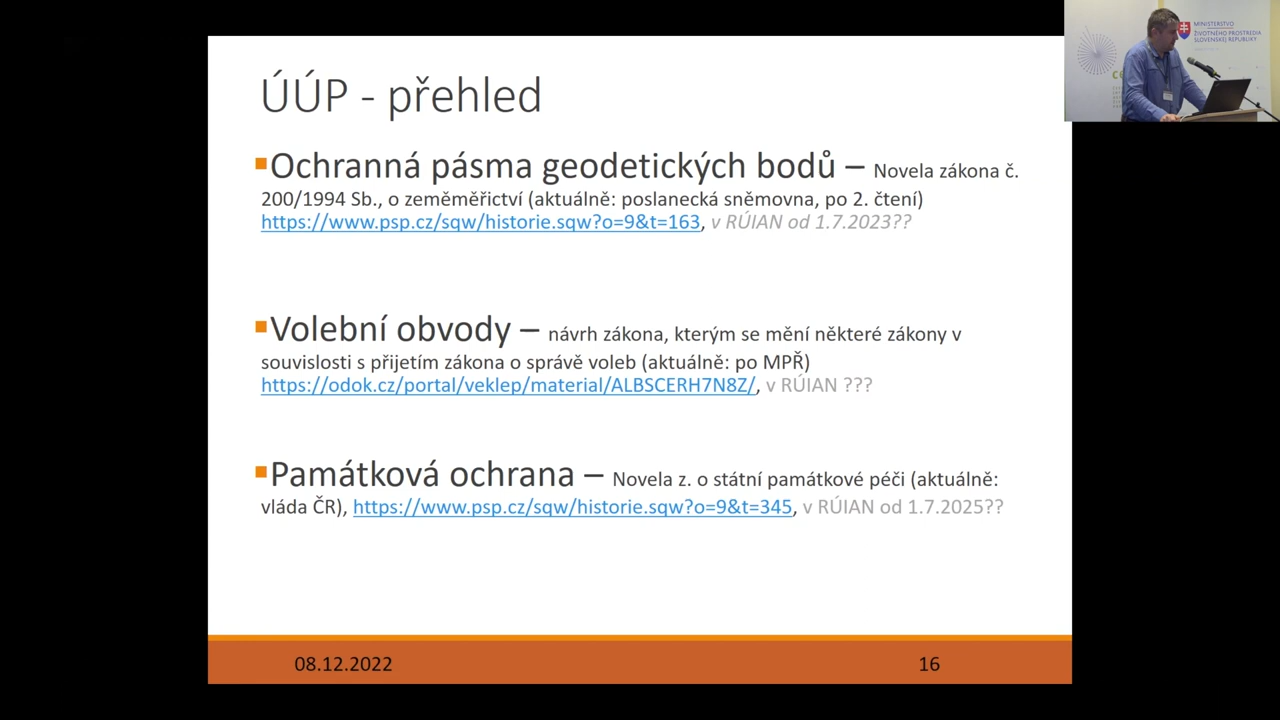 ÚÚP - přehled
Ochranná pásma geodetických bodů – Novela zákona č.
200/1994 Sb., o zeměměřictví (aktuálně: poslanecká sněmovna, po 2. čtení)
https://www.psp.cz/sqw/historie.sqw?o=9&t=163, v RÚIAN od 1.7.2023??
Volební obvody – návrh zákona, kterým se mění některé zákony v
souvislosti s přijetím zákona o správě voleb (aktuálně: po MPŘ)
https://odok.cz/portal/veklep/material/ALBSCERH7N8Z/, v RÚIAN ???
Památková ochrana – Novela z. o státní památkové péči (aktuálně:
vláda ČR), https://www.psp.cz/sqw/historie.sqw?o=9&t=345, v RÚIAN od 1.7.2025??
08.12.2022
16
MINISTERSTVO
ŽIVOTNÉHO PROSTREDIA
SLOVENSKEJ REPUBLIKY